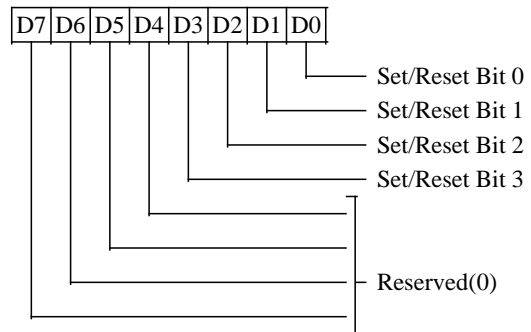 D7 D6 D5 D4 D3 D2 D1 D0
Set/Reset Bit 0
Set/Reset Bit 1
Set/Reset Bit 2
Set/Reset Bit 3
Reserved(0)